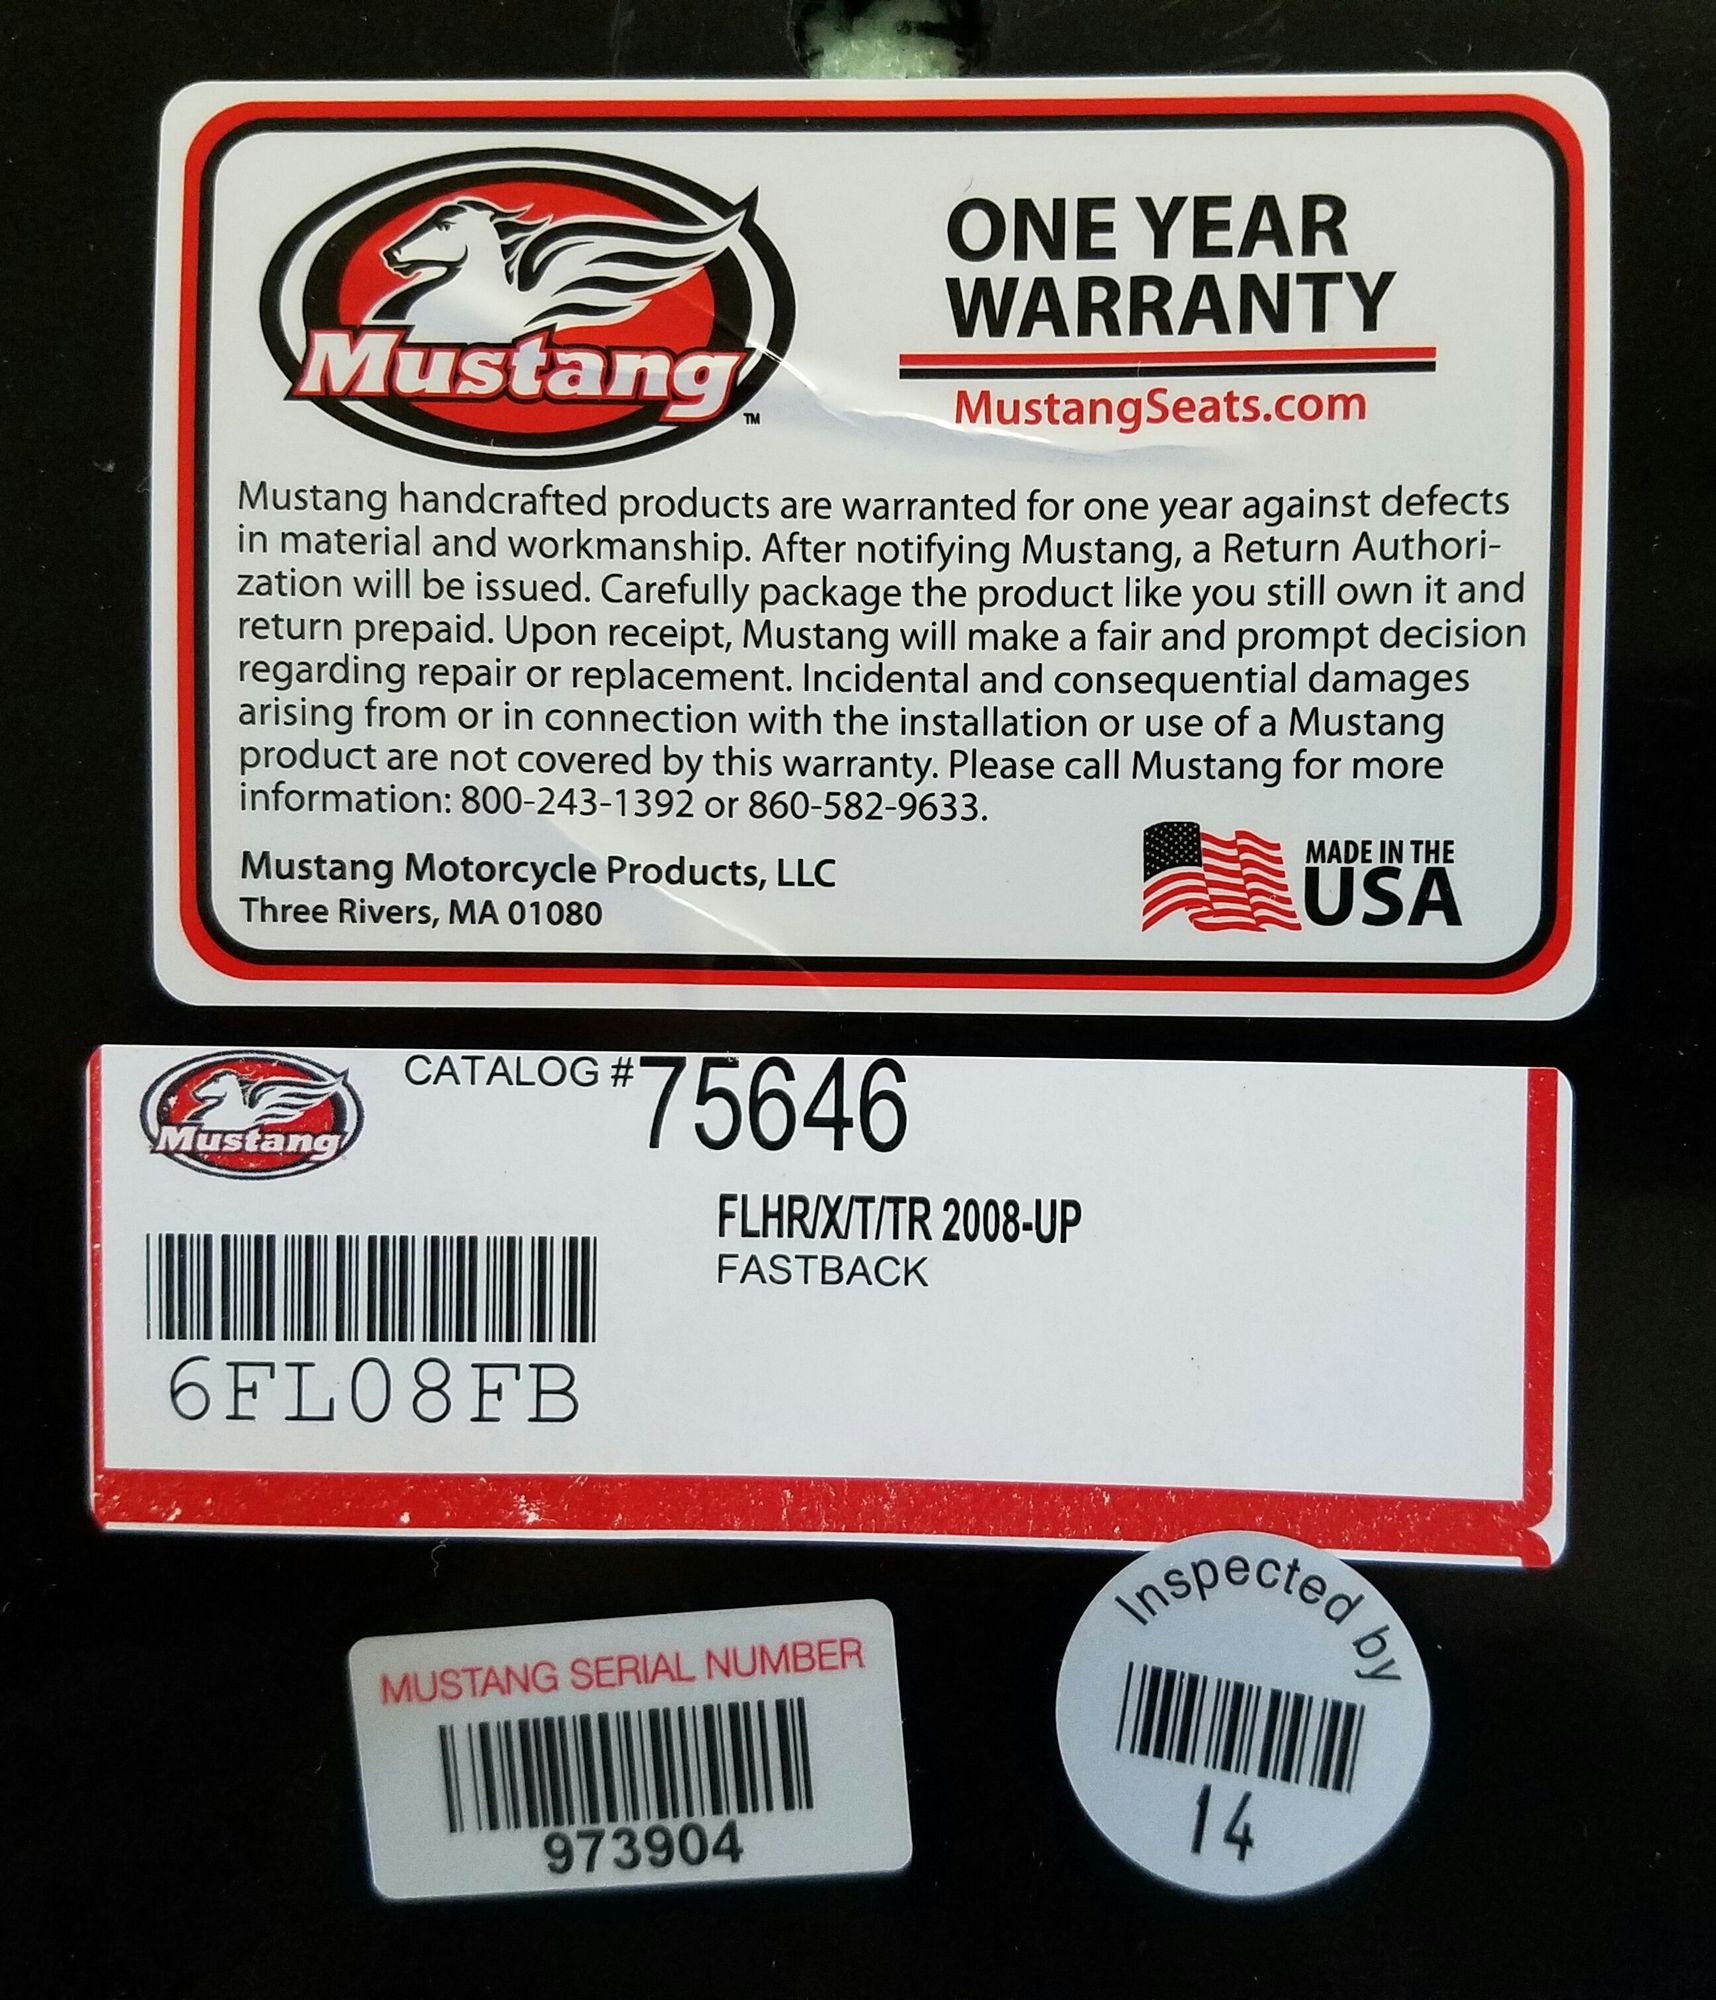 Mustang
TM
ONE YEAR
WARRANTY
MustangSeats.com
Mustang handcrafted products are warranted for one year against defects
in material and workmanship. After notifying Mustang, a Return Authori-
zation will be issued. Carefully package the product like you still own it and
return prepaid. Upon receipt, Mustang will make a fair and prompt decision
regarding repair or replacement. Incidental and consequential damages
arising from or in connection with the installation or use of a Mustang
product are not covered by this warranty. Please call Mustang for more
information: 800-243-1392 or 860-582-9633.
Mustang Motorcycle Products, LLC
Three Rivers, MA 01080
MADE IN THE
USA
Mustang
CATALOG #75646
FLHR/X/T/TR 2008-UP
FASTBACK
6FL08FB
MUSTANG SERIAL NUMBER
973904
Inspected by
14